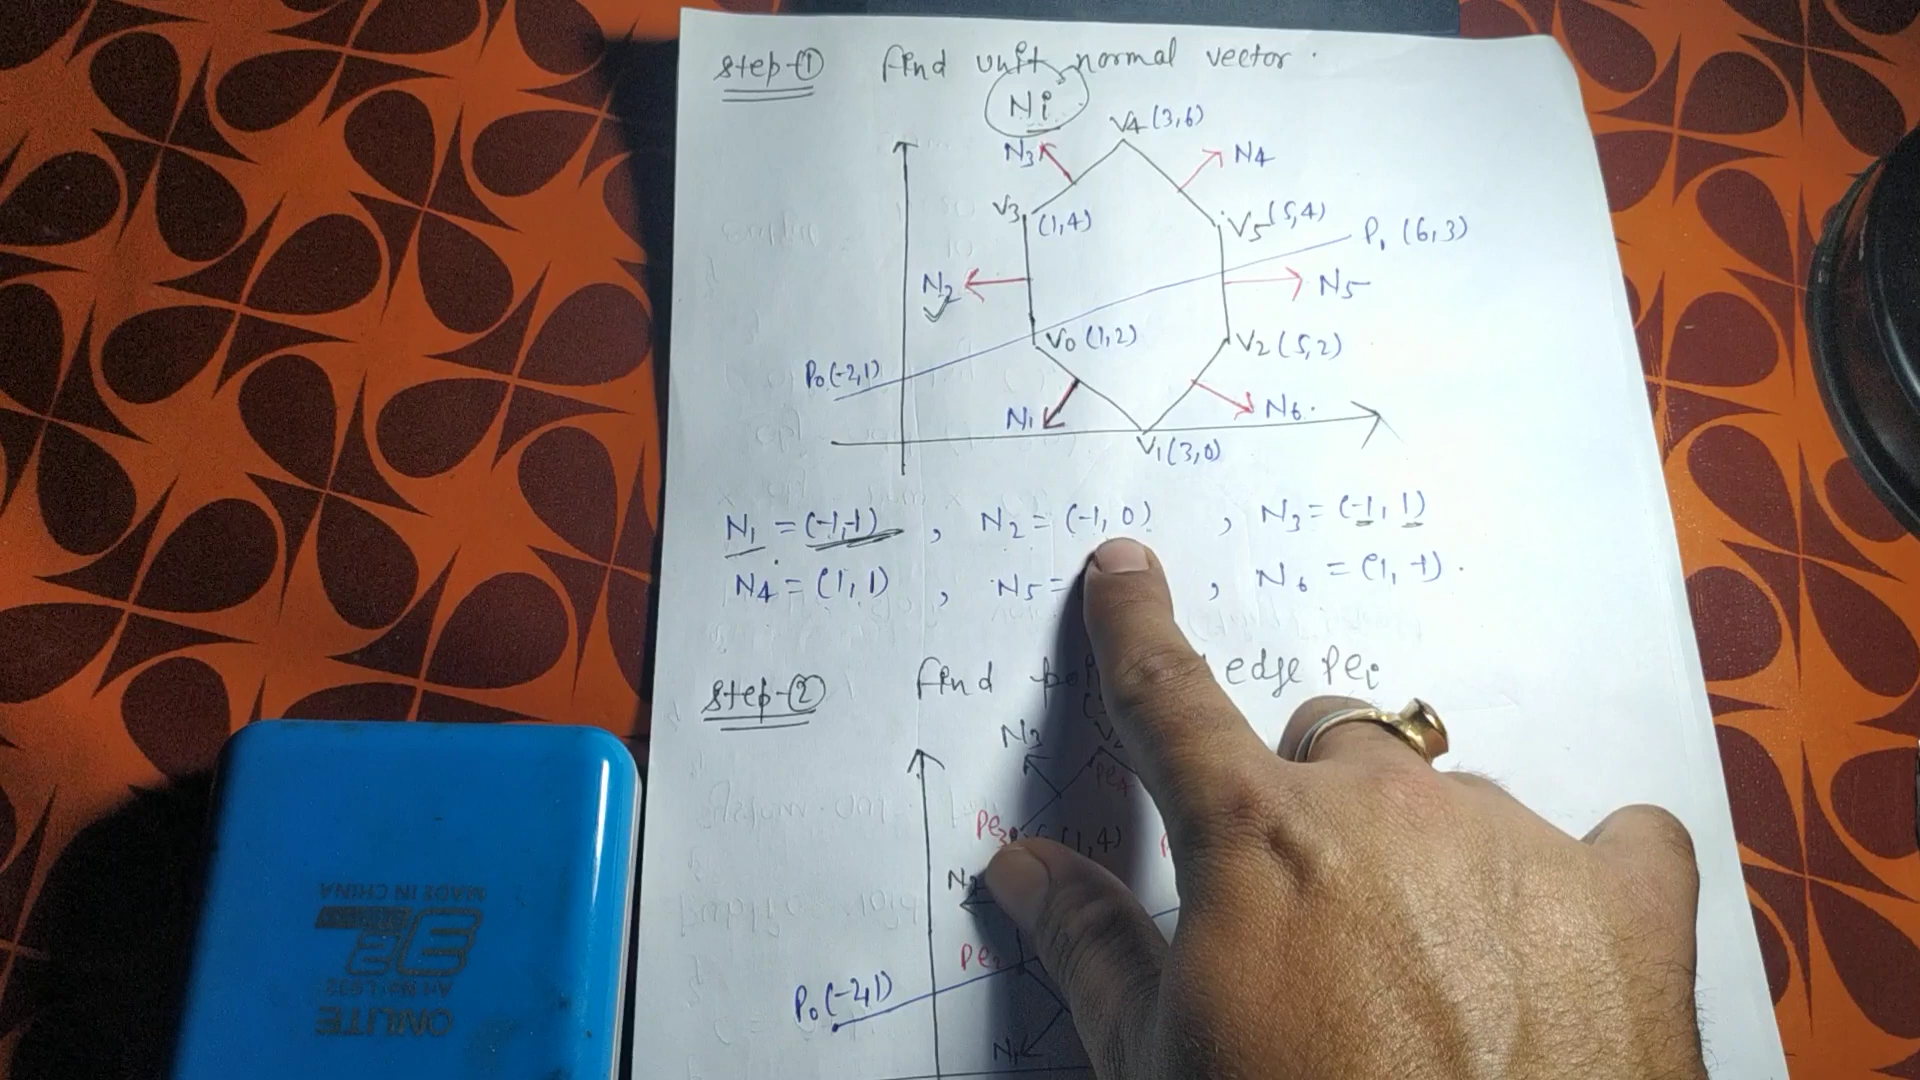 step-① find unit normal vector.
Ni
V4 (3,6)
N3
N4
V3
(1,4)
V5 (5,4)
P1 (6,3)
N2
N5
V0 (1,2)
V2 (5,2)
P0 (-2,1)
N1
N6.
V1 (3,0)
N1 = (-1,-1) , N2 = (-1, 0) , N3 = (-1, 1)
N4 = (1, 1) , N5 = , N6 = (1, -1).
step-② find edge Pei
N3
Pe4
Pe3
(1,4)
N2
Pe2
P0 (-2,1)
N1
MADE IN CHINA
OMLITE